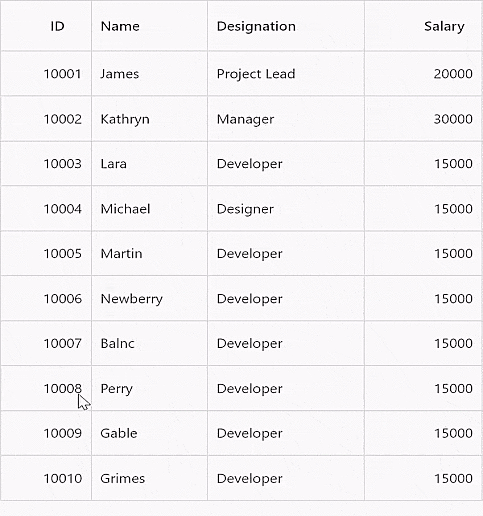 ID Name Designation Salary
10001 James Project Lead 20000
10002 Kathryn Manager 30000
10003 Lara Developer 15000
10004 Michael Designer 15000
10005 Martin Developer 15000
10006 Newberry Developer 15000
10007 Balnc Developer 15000
10008 Perry Developer 15000
10009 Gable Developer 15000
10010 Grimes Developer 15000